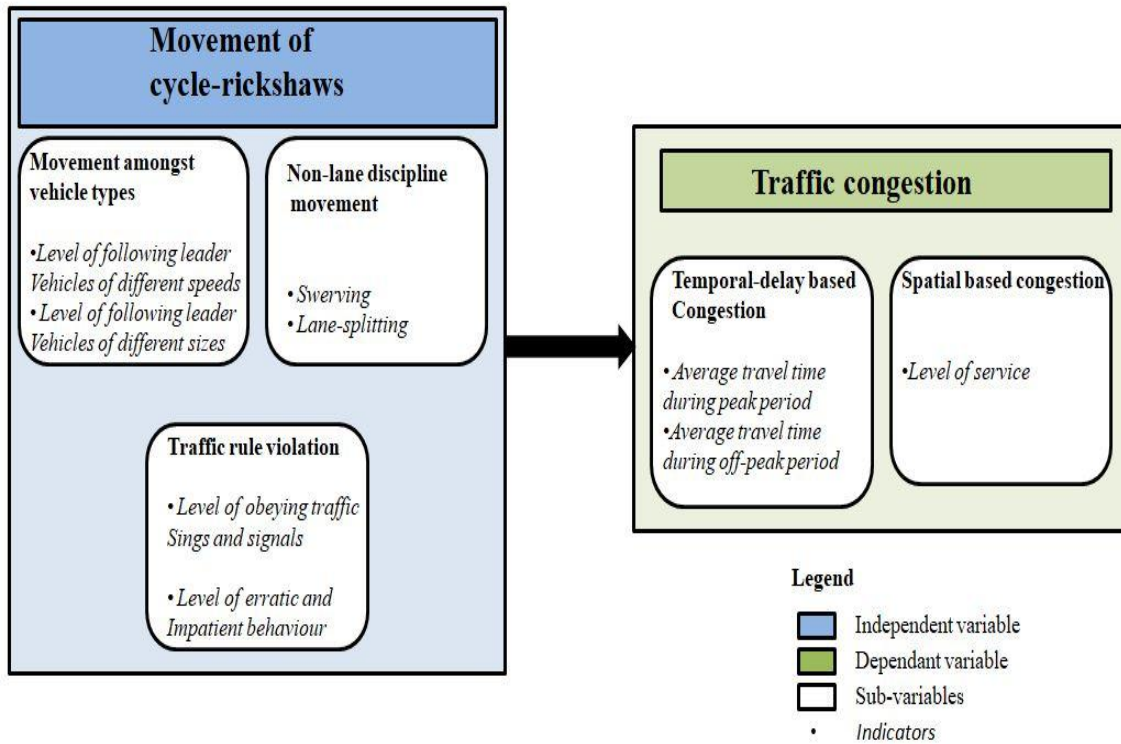 Movement of
cycle-rickshaws
Movement amongst
vehicle types
•Level of following leader
Vehicles of different speeds
• Level of following leader
Vehicles of different sizes
Non-lane discipline
movement
• Swerving
• Lane-splitting
Traffic rule violation
• Level of obeying traffic
Sings and signals
• Level of erratic and
Impatient behaviour
Traffic congestion
Temporal-delay based
Congestion
• Average travel time
during peak period
• Average travel time
during off-peak period
Spatial based congestion
•Level of service
Legend
Independent variable
Dependant variable
Sub-variables
• Indicators